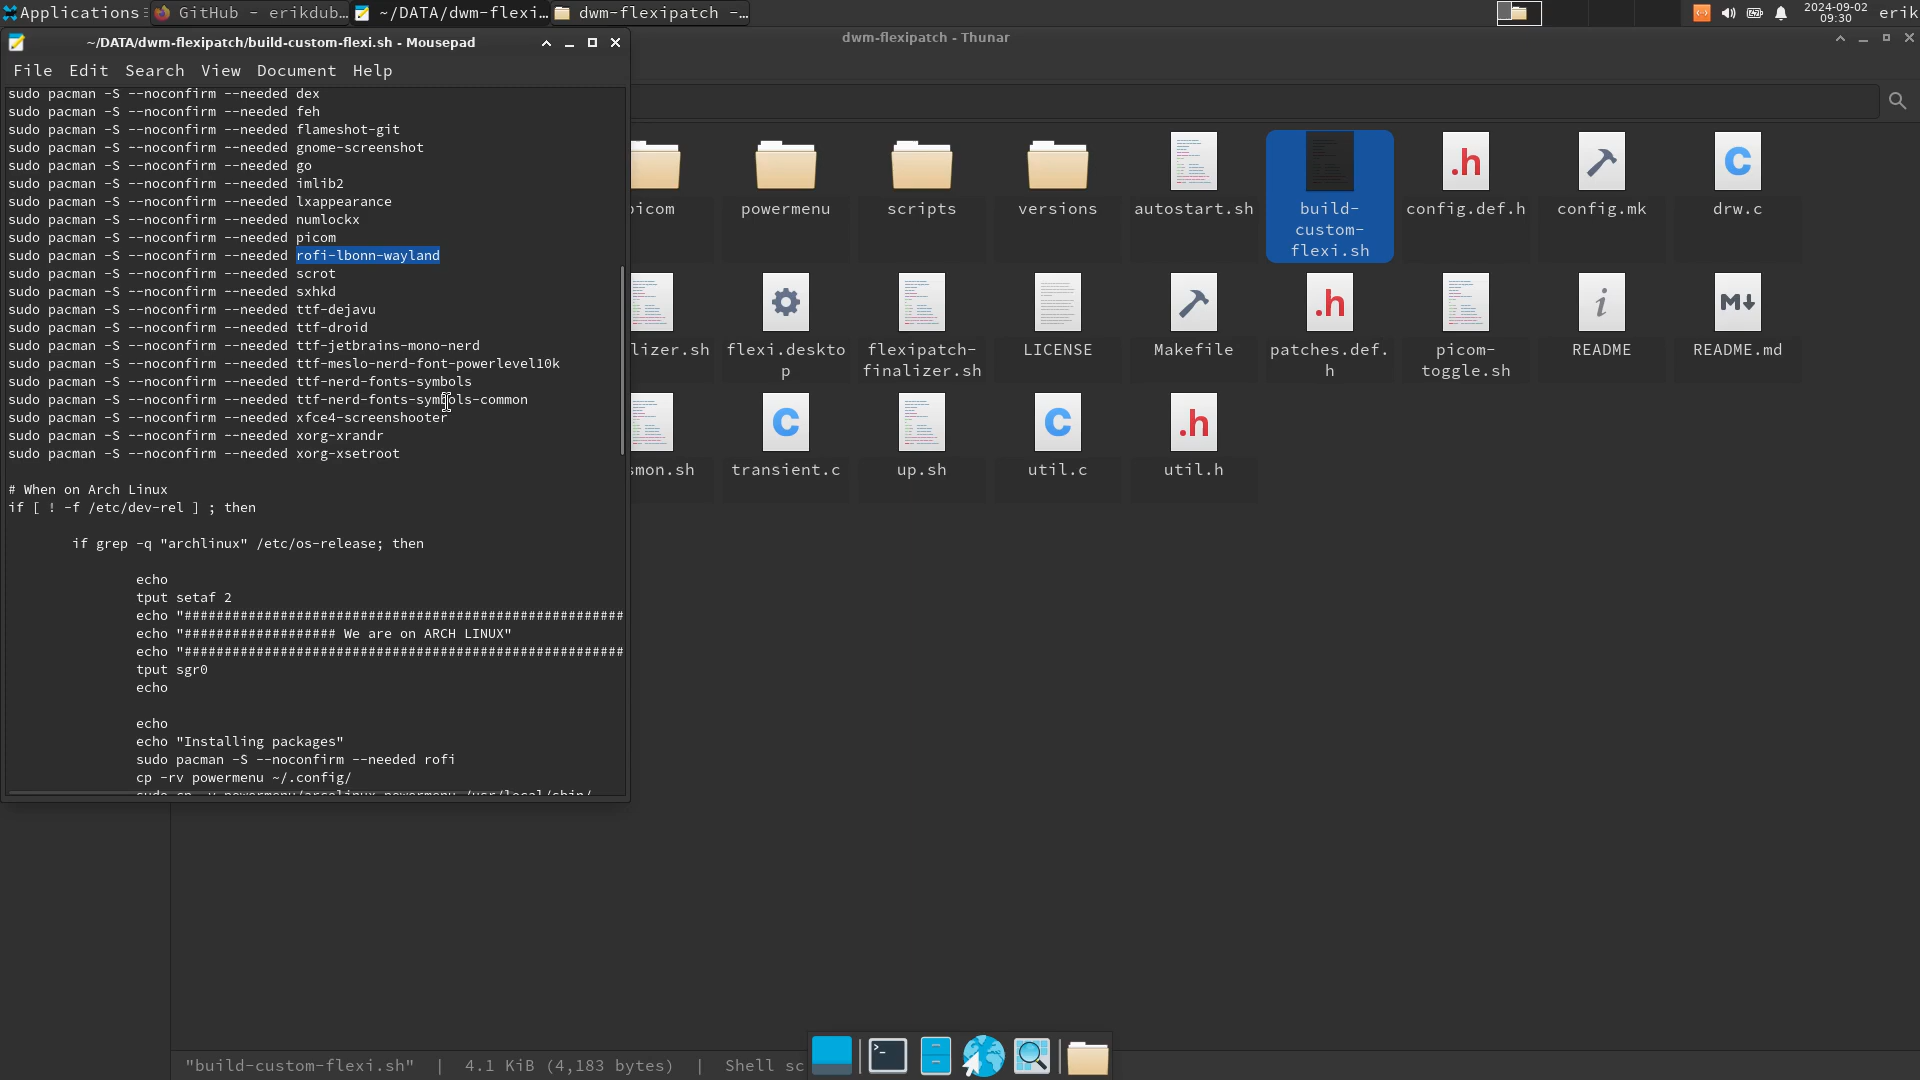 Applications
GitHub - erikdub...
~/DATA/dwm-flexi...
dwm-flexipatch -...
2024-09-02
09:30
erik
~/DATA/dwm-flexipatch/build-custom-flexi.sh - Mousepad
File Edit Search View Document Help
sudo pacman -S --noconfirm --needed dex
sudo pacman -S --noconfirm --needed feh
sudo pacman -S --noconfirm --needed flameshot-git
sudo pacman -S --noconfirm --needed gnome-screenshot
sudo pacman -S --noconfirm --needed go
sudo pacman -S --noconfirm --needed imlib2
sudo pacman -S --noconfirm --needed lxappearance
sudo pacman -S --noconfirm --needed numlockx
sudo pacman -S --noconfirm --needed picom
sudo pacman -S --noconfirm --needed rofi-lbonn-wayland
sudo pacman -S --noconfirm --needed scrot
sudo pacman -S --noconfirm --needed sxhkd
sudo pacman -S --noconfirm --needed ttf-dejavu
sudo pacman -S --noconfirm --needed ttf-droid
sudo pacman -S --noconfirm --needed ttf-jetbrains-mono-nerd
sudo pacman -S --noconfirm --needed ttf-meslo-nerd-font-powerlevel10k
sudo pacman -S --noconfirm --needed ttf-nerd-fonts-symbols
sudo pacman -S --noconfirm --needed ttf-nerd-fonts-symbols-common
sudo pacman -S --noconfirm --needed xfce4-screenshooter
sudo pacman -S --noconfirm --needed xorg-xrandr
sudo pacman -S --noconfirm --needed xorg-xsetroot
# When on Arch Linux
if [ ! -f /etc/dev-rel ] ; then
if grep -q "archlinux" /etc/os-release; then
echo
tput setaf 2
echo "#######################################################
echo "################### We are on ARCH LINUX"
echo "#######################################################
tput sgr0
echo
echo
echo "Installing packages"
sudo pacman -S --noconfirm --needed rofi
cp -rv powermenu ~/.config/
sudo cp -v powermenu/arcolinux-powermenu /usr/local/bin/
dwm-flexipatch - Thunar
picom
powermenu
scripts
versions
autostart.sh
build-
custom-
flexi.sh
config.def.h
config.mk
drw.c
lizer.sh
flexi.deskto
p
flexipatch-
finalizer.sh
LICENSE
Makefile
patches.def.
h
picom-
toggle.sh
README
README.md
smon.sh
transient.c
up.sh
util.c
util.h
"build-custom-flexi.sh" | 4.1 KiB (4,183 bytes) | Shell sc